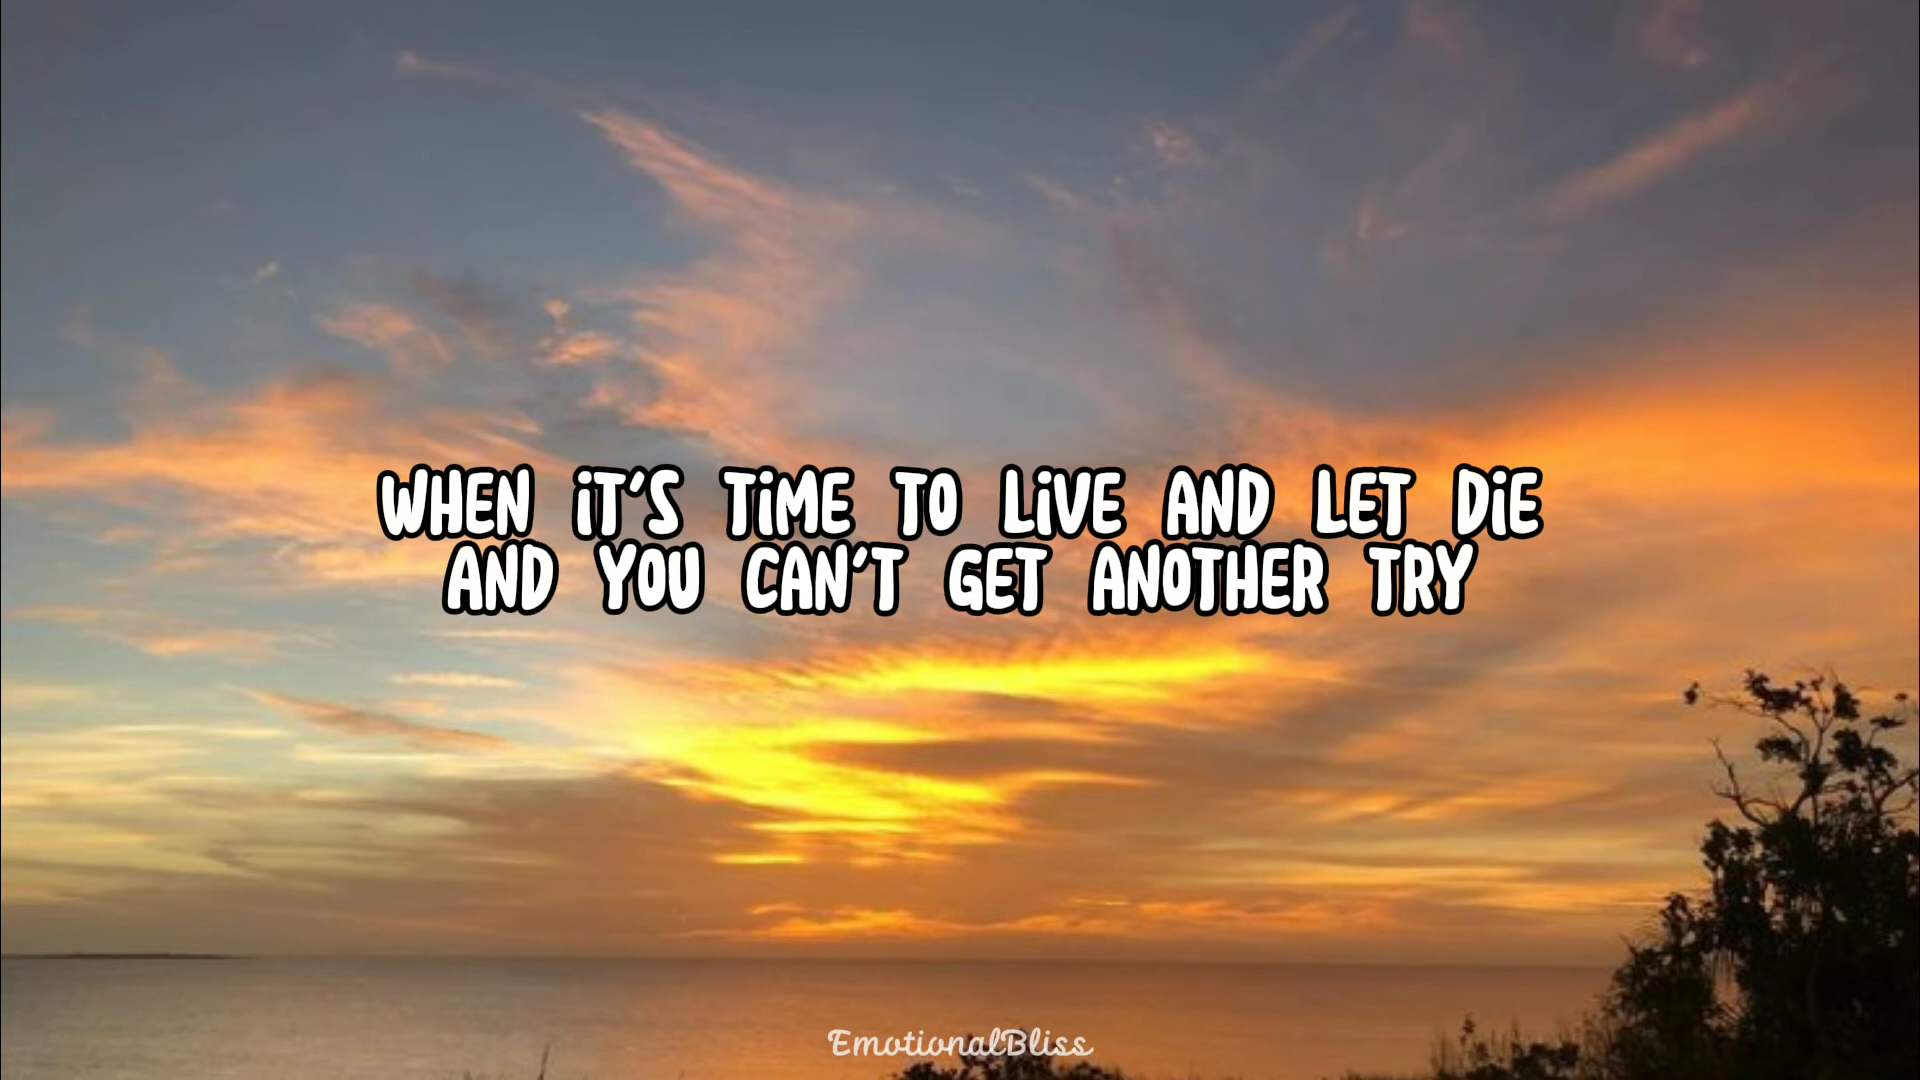 WHEN iT'S TiME TO LiVE AND LET DiE
AND YOU CAN'T GET ANOTHER TRY
EmotionalBliss